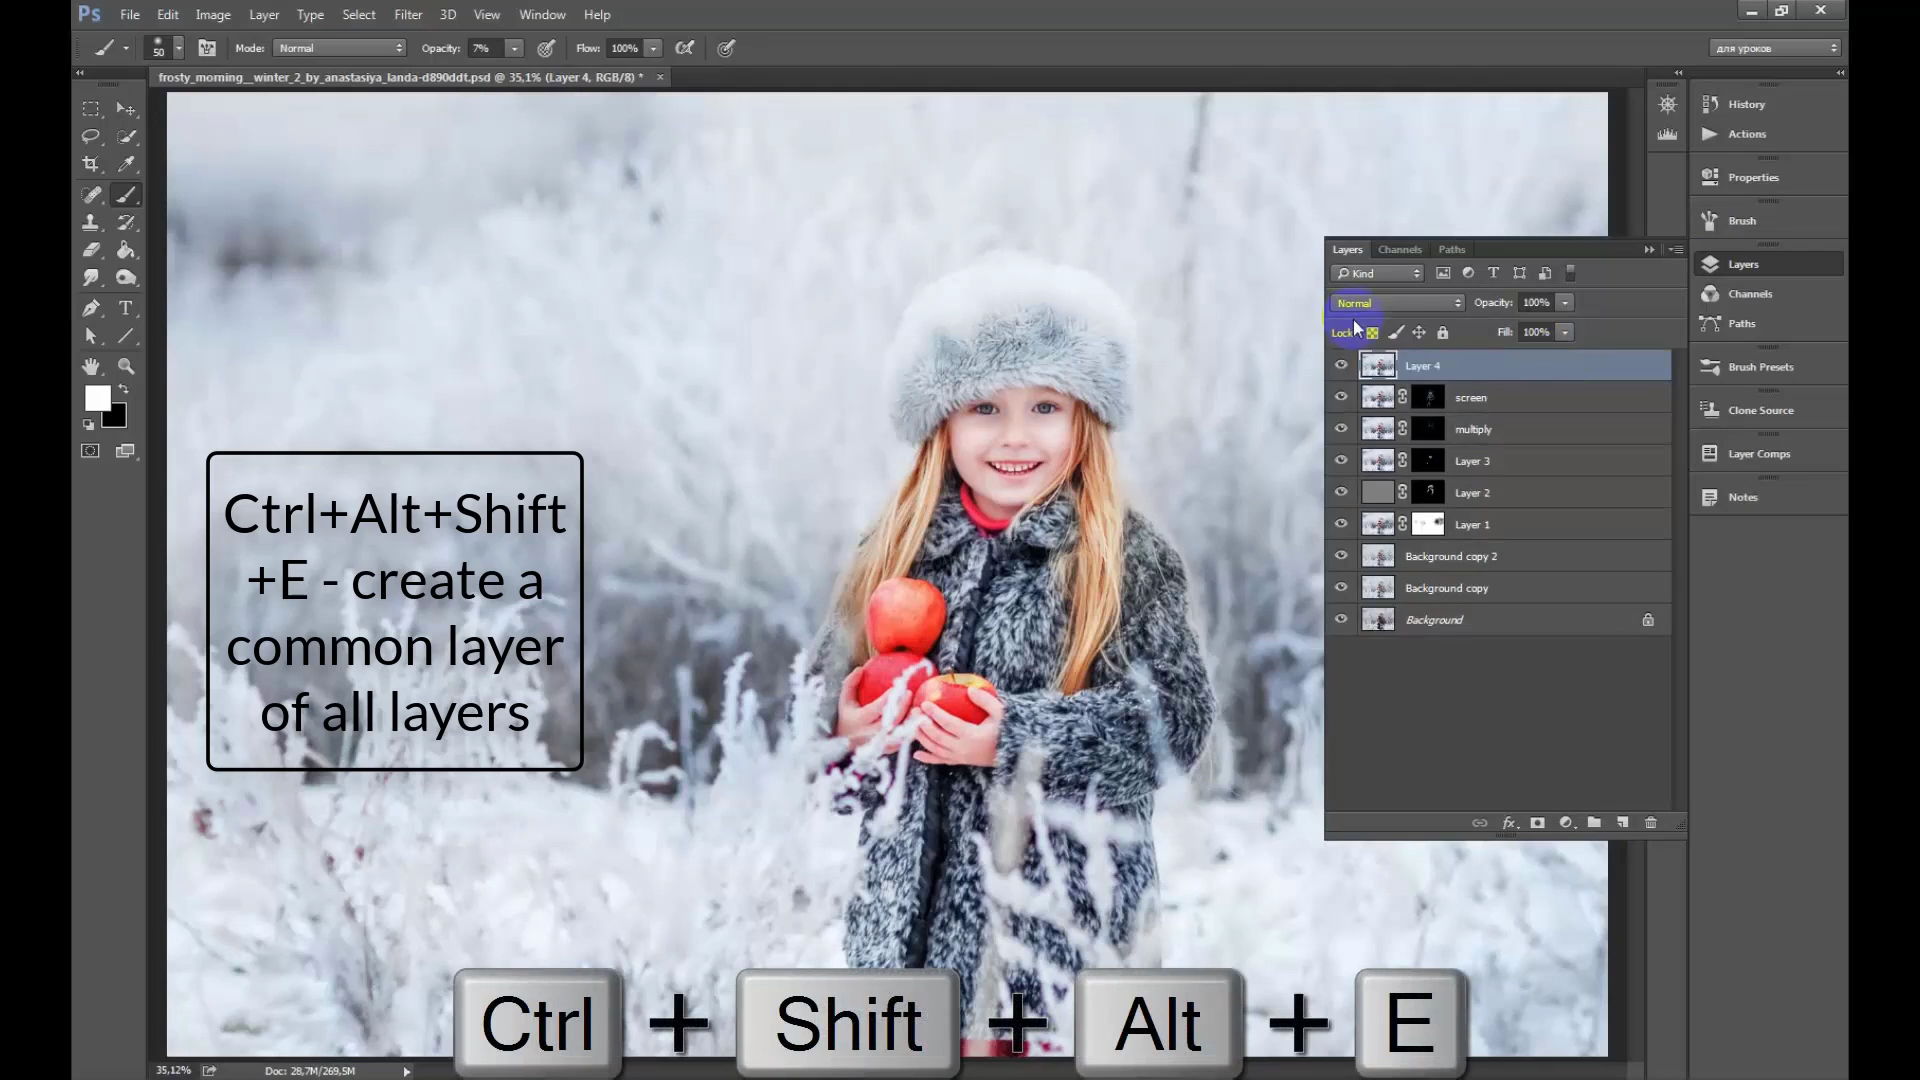 Ps File Edit Image Layer Type Select Filter 3D View Window Help
50 Mode: Normal Opacity: 7% Flow: 100% для уроков
frosty_morning__winter_2_by_anastasiya_landa-d890ddt.psd @ 35,1% (Layer 4, RGB/8) *
History
Actions
Properties
Brush
Layers
Channels
Paths
Brush Presets
Clone Source
Layer Comps
Notes
Layers Channels Paths
Kind
Normal Opacity: 100%
Lock Fill: 100%
Layer 4
screen
multiply
Layer 3
Layer 2
Layer 1
Background copy 2
Background copy
Background
Ctrl+Alt+Shift
+E - create a
common layer
of all layers
Ctrl + Shift + Alt + E
35,12% Doc: 28,7M/269,5M